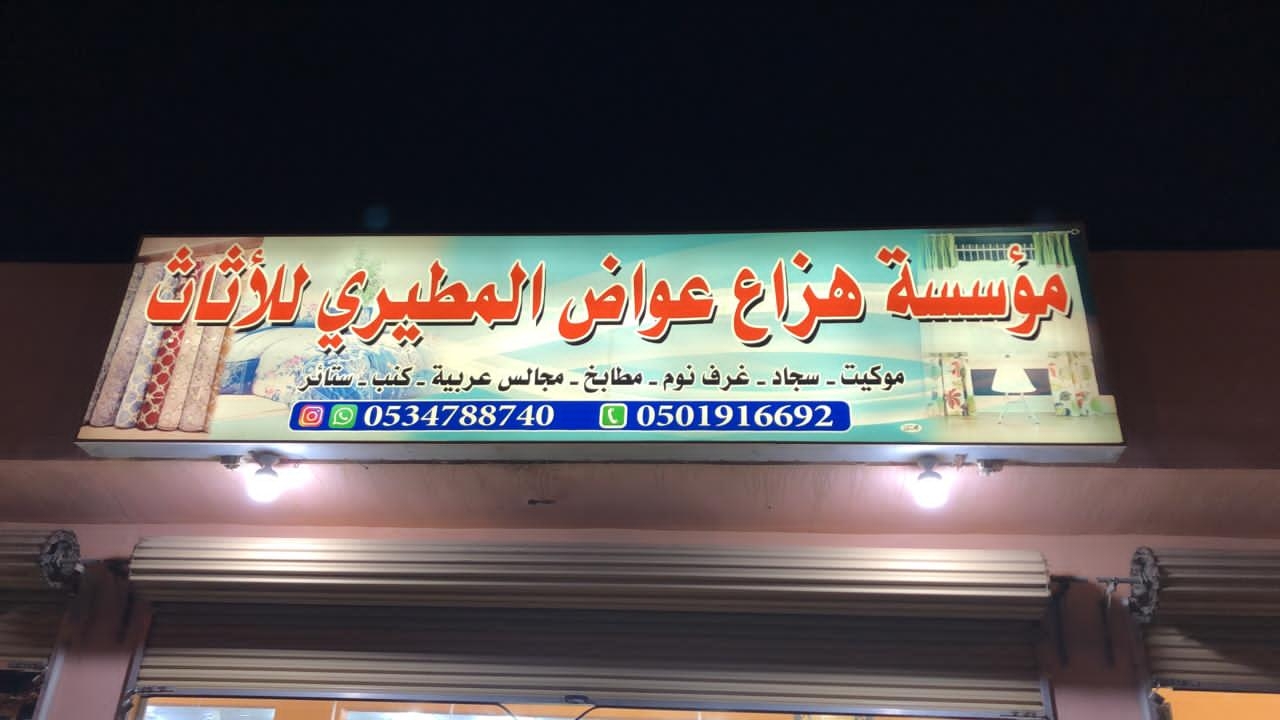 مؤسسة هزاع عواض المطيري للأثاث
موكيت - سجاد - غرف نوم - مطابخ - مجالس عربية - كنب - ستائر
0534788740 0501916692